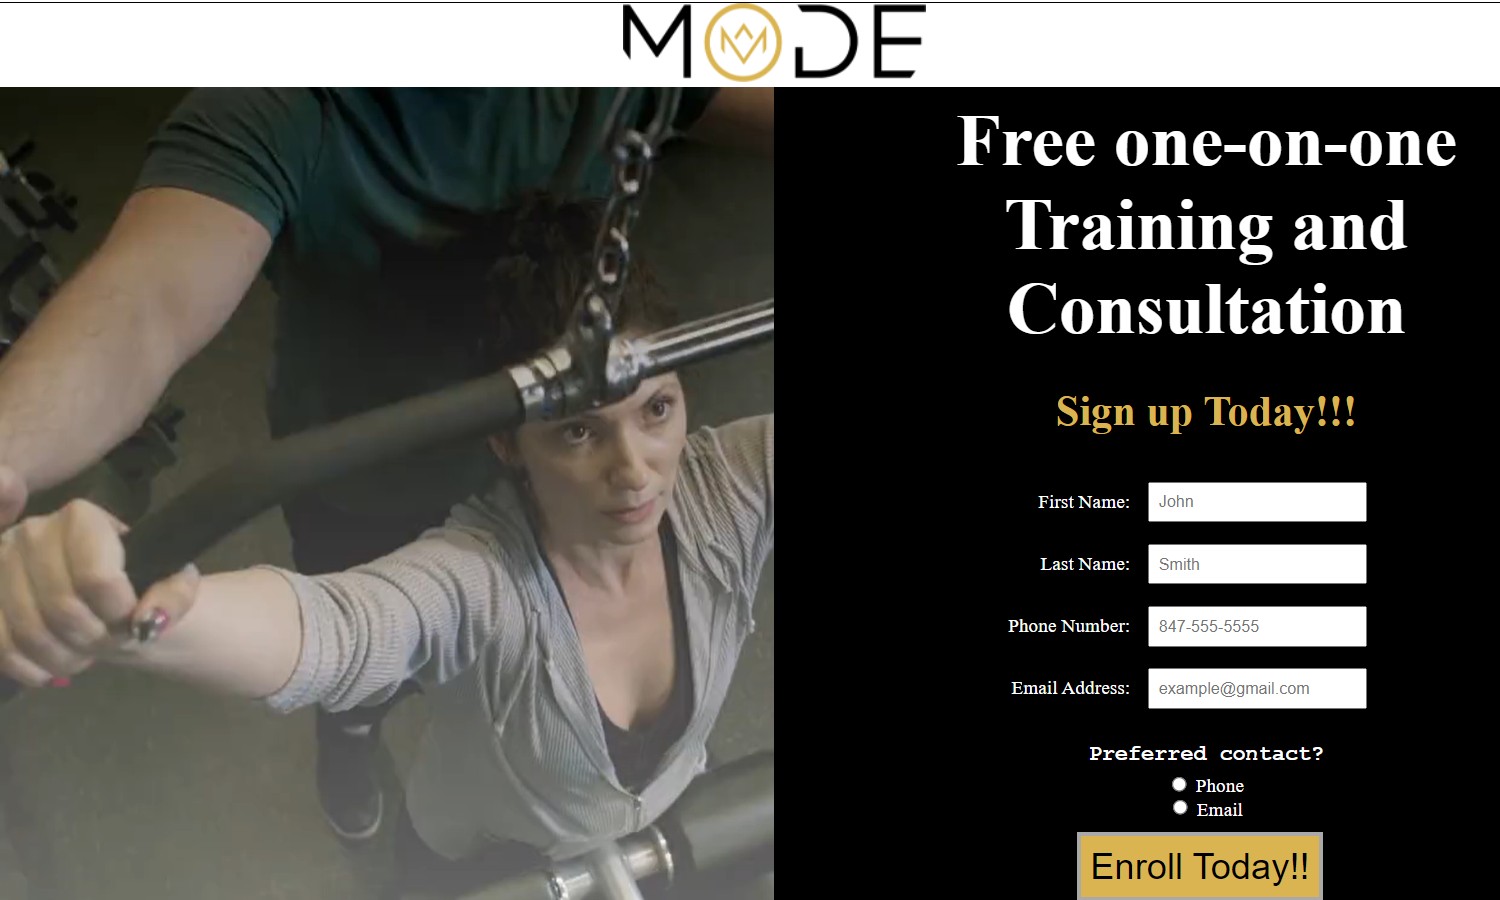 MODE
Free one-on-one
Training and
Consultation
Sign up Today!!!
First Name: John
Last Name: Smith
Phone Number: 847-555-5555
Email Address: example@gmail.com
Preferred contact?
Phone
Email
Enroll Today!!